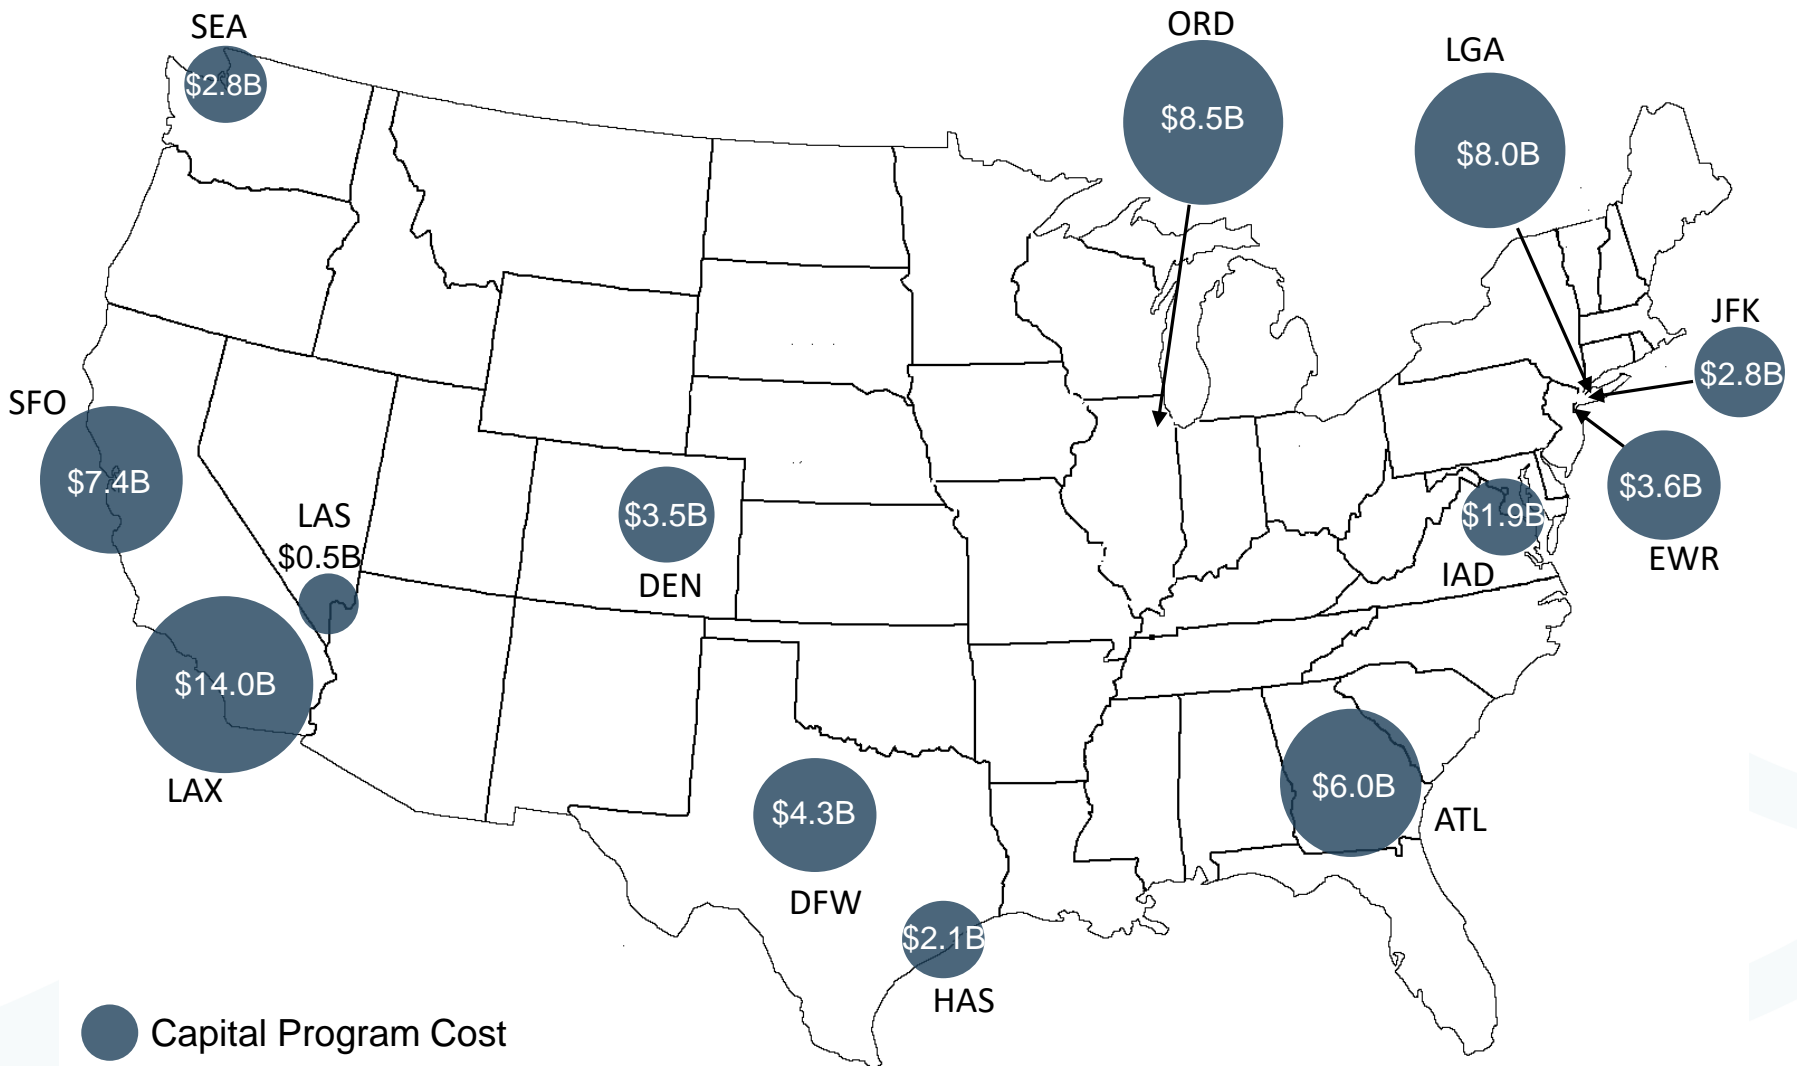 SEA
$2.8B
ORD
$8.5B
LGA
$8.0B
JFK
$2.8B
SFO
$7.4B
LAS
$0.5B
$3.5B
DEN
$3.6B
EWR
$1.9B
IAD
$14.0B
LAX
$4.3B
DFW
$6.0B
ATL
$2.1B
HAS
Capital Program Cost